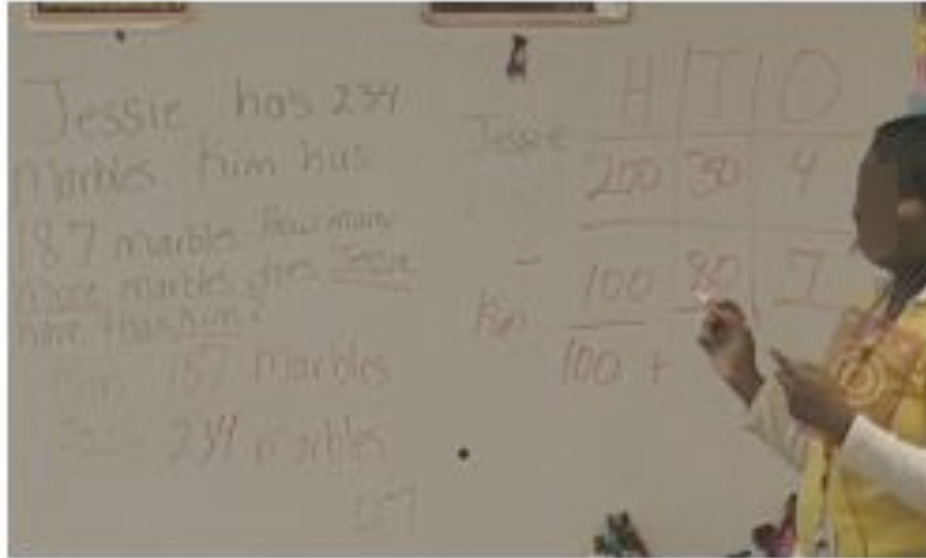 Jessie has 234
Marbles Kim has
187 marbles How many
More marbles does Jessie
have than Kim?
Kim 187 Marbles
234 marbles
H T O
Jessie
200 30 4
-
100 80 7
Kim
100 +